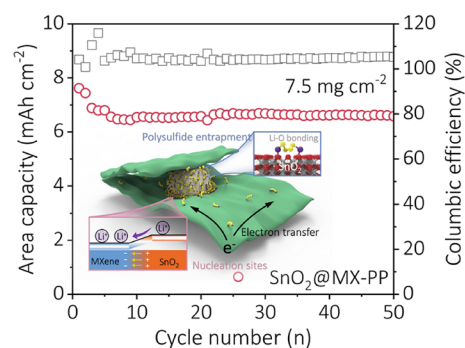 Area capacity (mAh cm⁻²)
10
8
6
4
2
0
120
100
80
60
40
20
0
Columbic efficiency (%)
7.5 mg cm⁻²
Polysulfide entrapment
Li-O bonding
SnO₂
Li⁺ Li⁺ Li⁺
MXene
SnO₂
e⁻
Electron transfer
Nucleation sites
SnO₂@MX-PP
0 10 20 30 40 50
Cycle number (n)